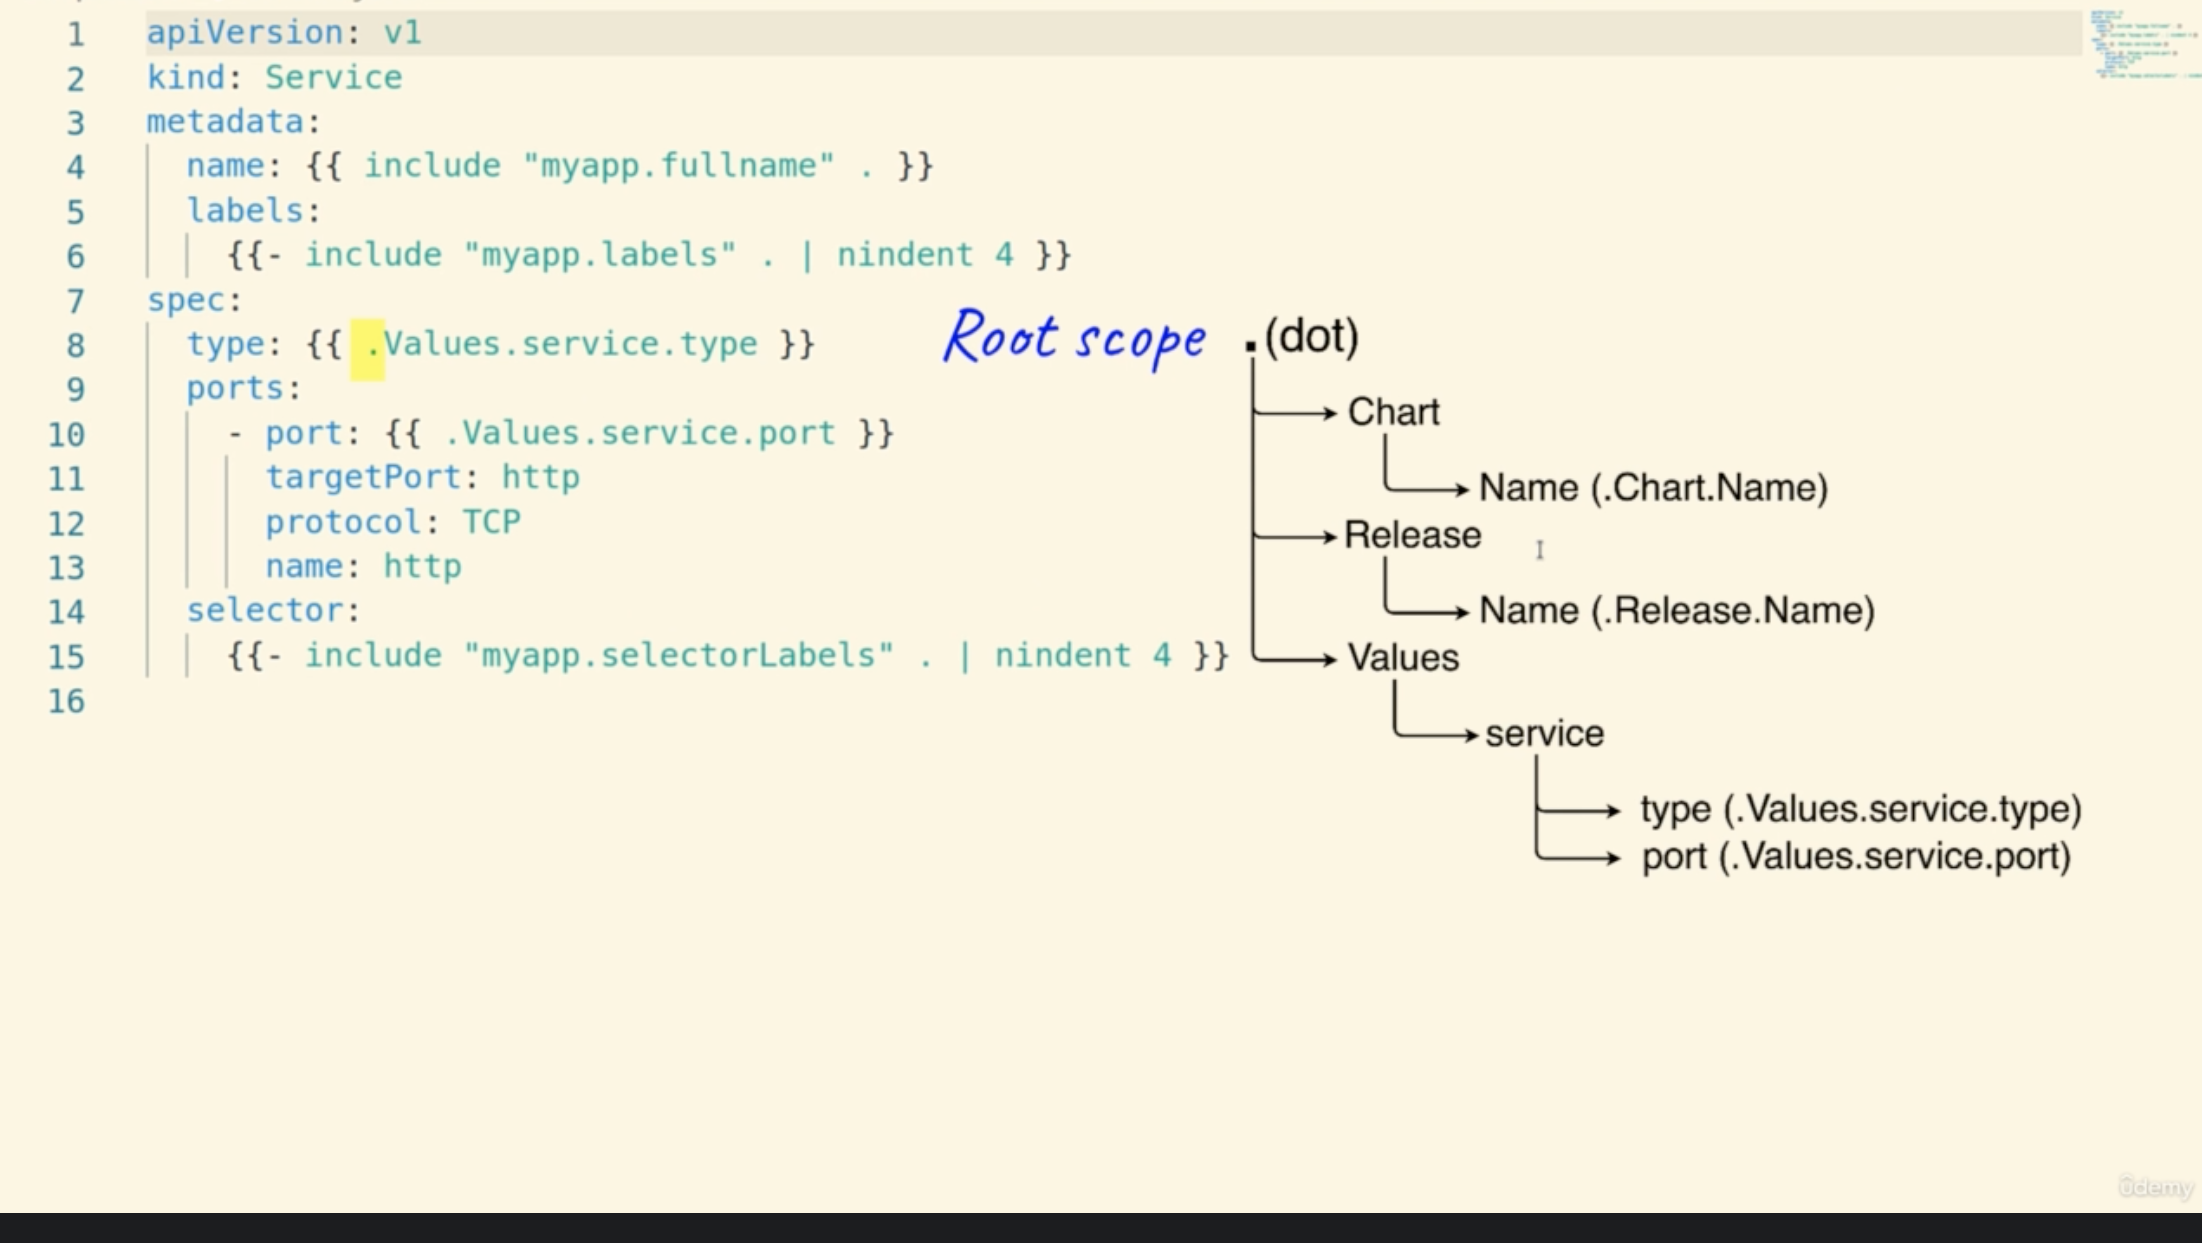 1 apiVersion: v1
2 kind: Service
3 metadata:
4   name: {{ include "myapp.fullname" . }}
5   labels:
6     {{- include "myapp.labels" . | nindent 4 }}
7 spec:
8   type: {{ .Values.service.type }}
9   ports:
10     - port: {{ .Values.service.port }}
11       targetPort: http
12       protocol: TCP
13       name: http
14   selector:
15     {{- include "myapp.selectorLabels" . | nindent 4 }}
16
Root scope .(dot)
Chart
Name (.Chart.Name)
Release
Name (.Release.Name)
Values
service
type (.Values.service.type)
port (.Values.service.port)
Udemy